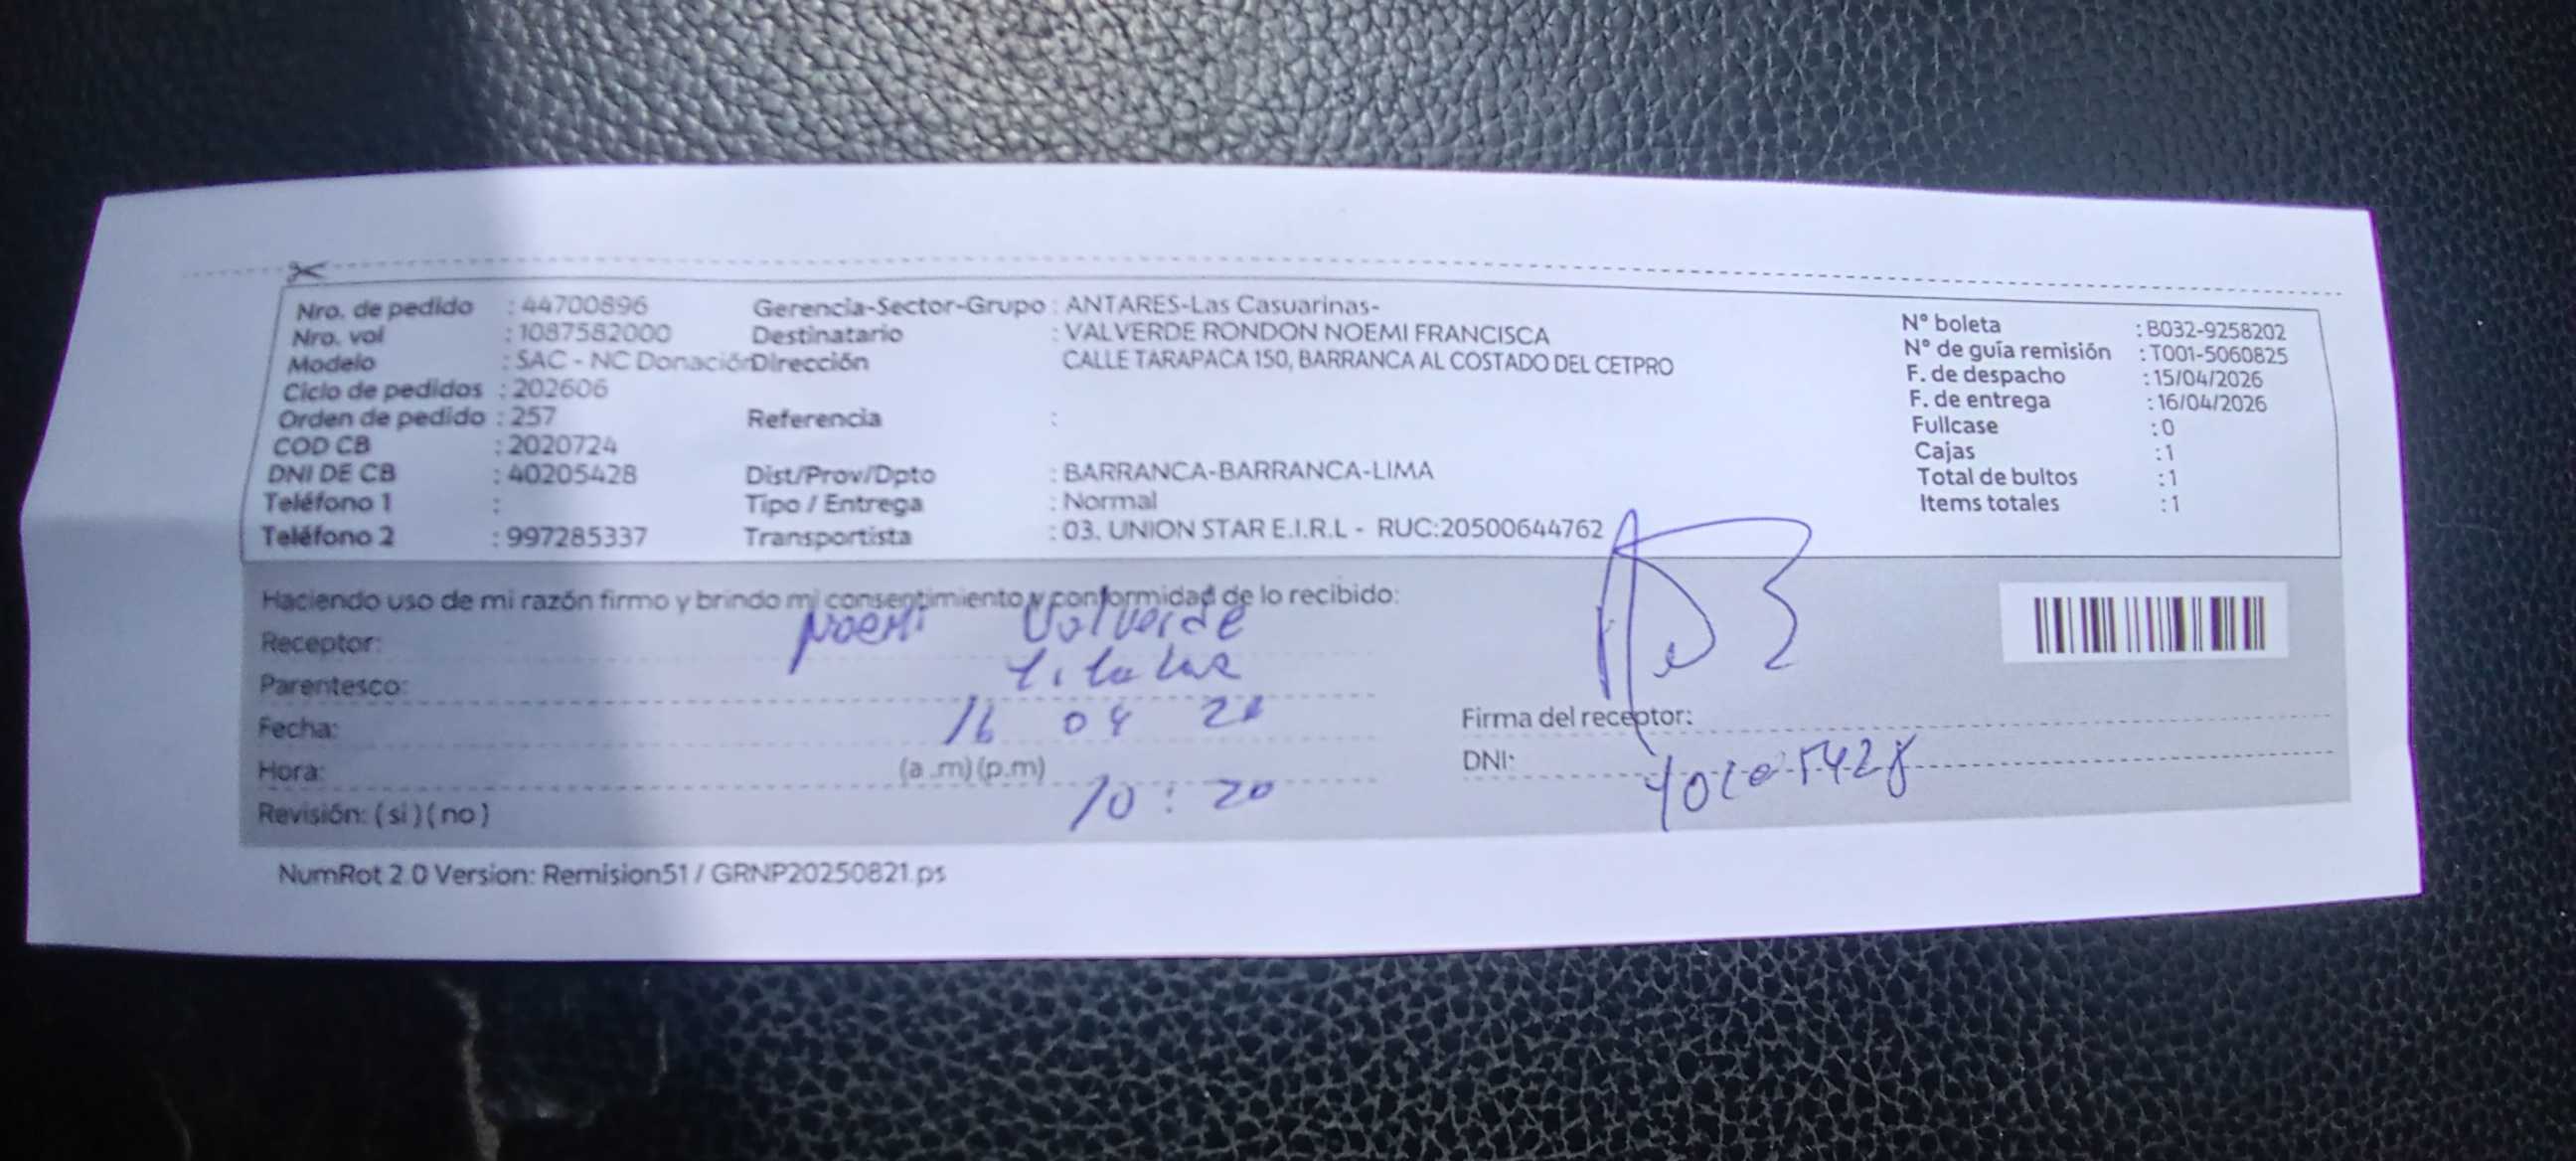 Nro. de pedido : 44700896
Nro. vol : 1087582000
Modelo : SAC - NC Donación
Ciclo de pedidos : 202606
Orden de pedido : 257
COD CB : 2020724
DNI DE CB : 40205428
Teléfono 1 :
Teléfono 2 : 997285337
Gerencia-Sector-Grupo : ANTARES-Las Casuarinas-
Destinatario : VALVERDE RONDON NOEMI FRANCISCA
Dirección CALLE TARAPACA 150, BARRANCA AL COSTADO DEL CETPRO
Referencia :
Dist/Prov/Dpto : BARRANCA-BARRANCA-LIMA
Tipo / Entrega : Normal
Transportista : 03. UNION STAR E.I.R.L - RUC:20500644762
N° boleta : B032-9258202
N° de guía remisión : T001-5060825
F. de despacho : 15/04/2026
F. de entrega : 16/04/2026
Fullcase : 0
Cajas : 1
Total de bultos : 1
Items totales : 1
Haciendo uso de mi razón firmo y brindo mi consentimiento y conformidad de lo recibido:
Receptor: Noemi Valverde
Parentesco: Titular
Fecha: 16 04 26
Hora: (a .m) (p.m) 10 : 20
Revisión: ( si ) ( no )
Firma del receptor:
DNI: 40205428
NumRot 2.0 Version: Remision51 / GRNP20250821.ps